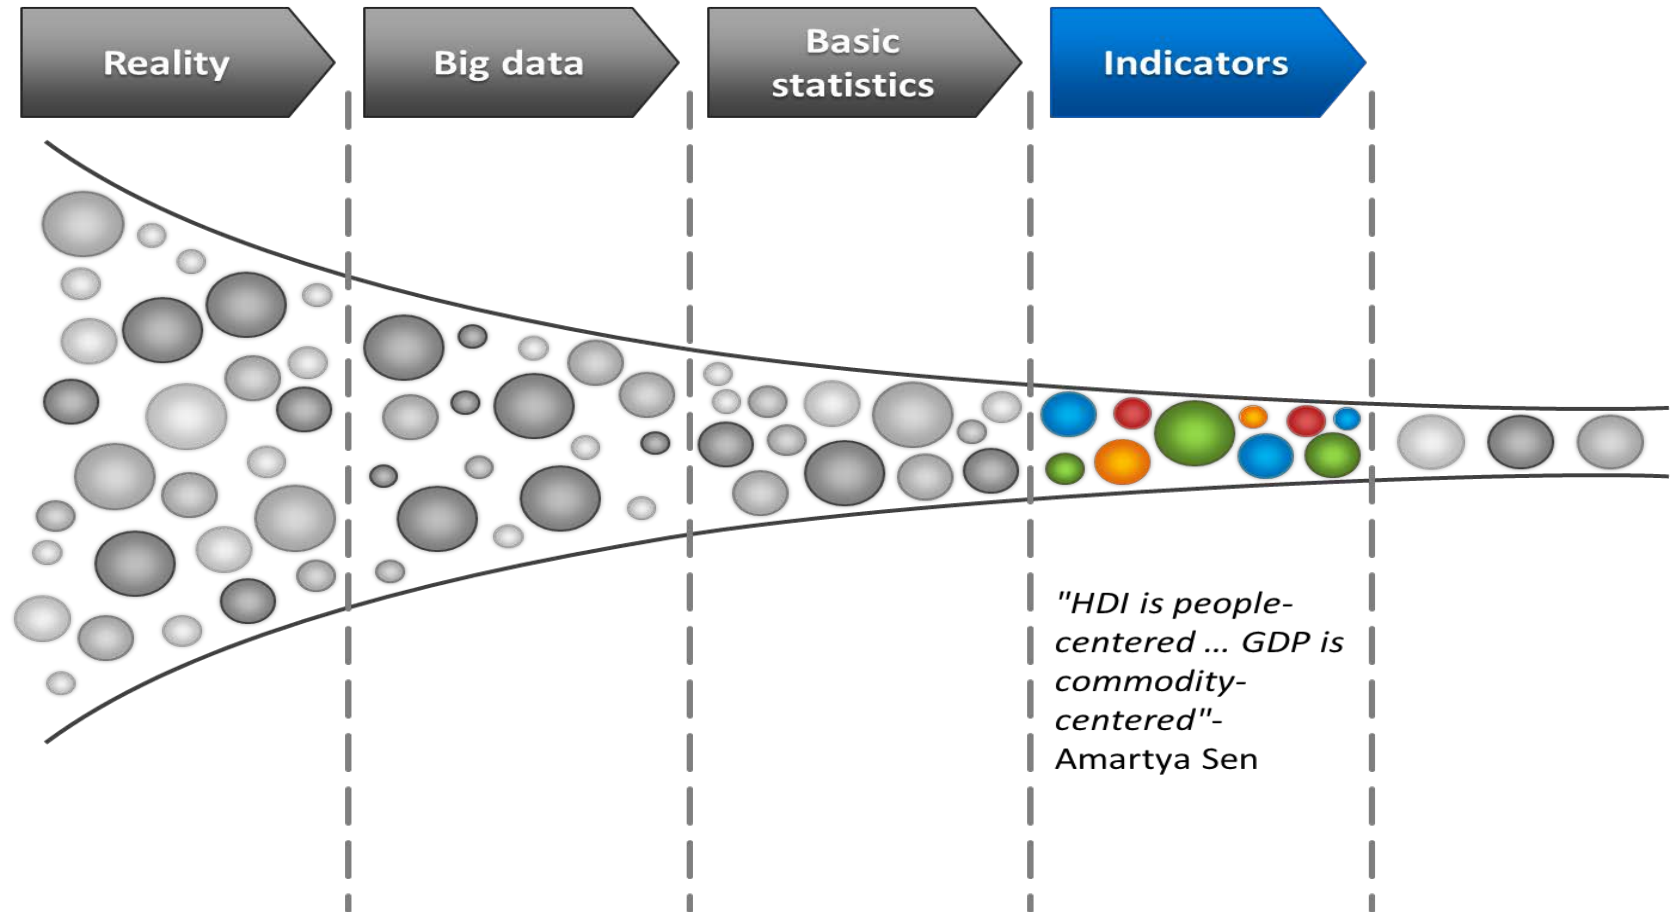 Reality
Big data
Basic
statistics
Indicators
"HDI is people-
centered ... GDP is
commodity-
centered"-
Amartya Sen